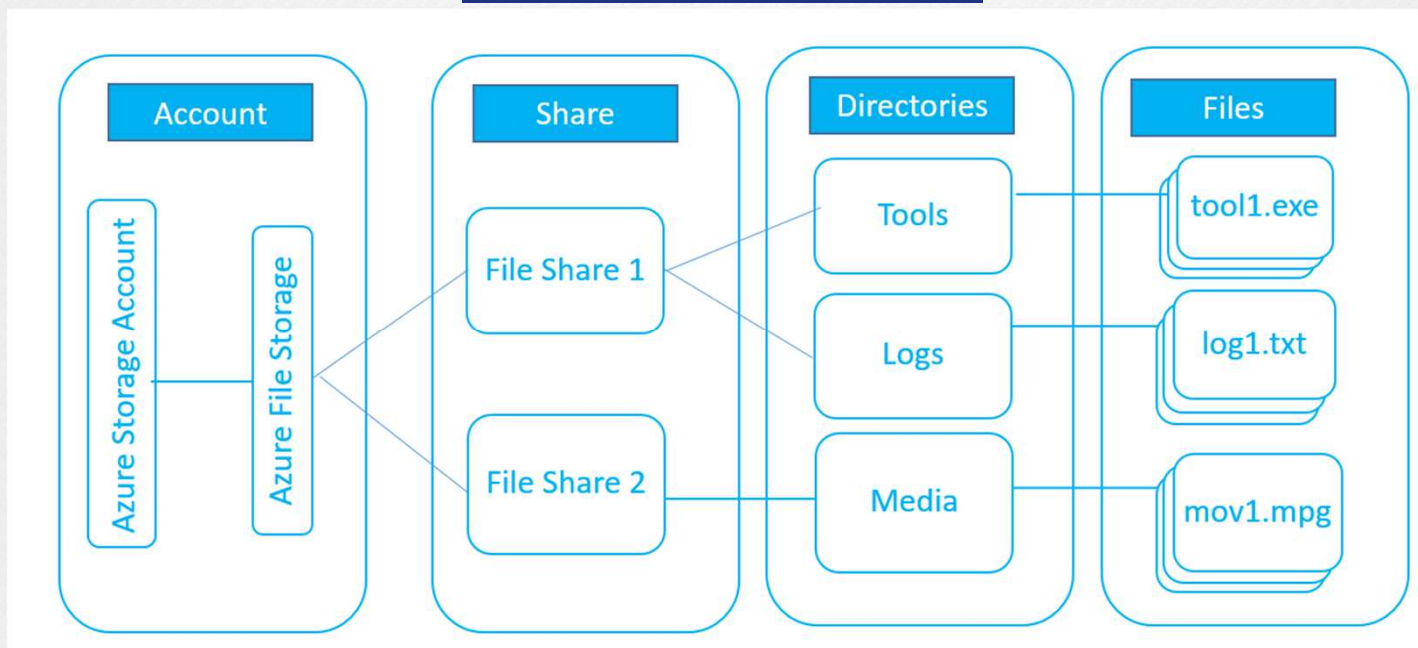 Account
Azure Storage Account
Azure File Storage
Share
File Share 1
File Share 2
Directories
Tools
Logs
Media
Files
tool1.exe
log1.txt
mov1.mpg